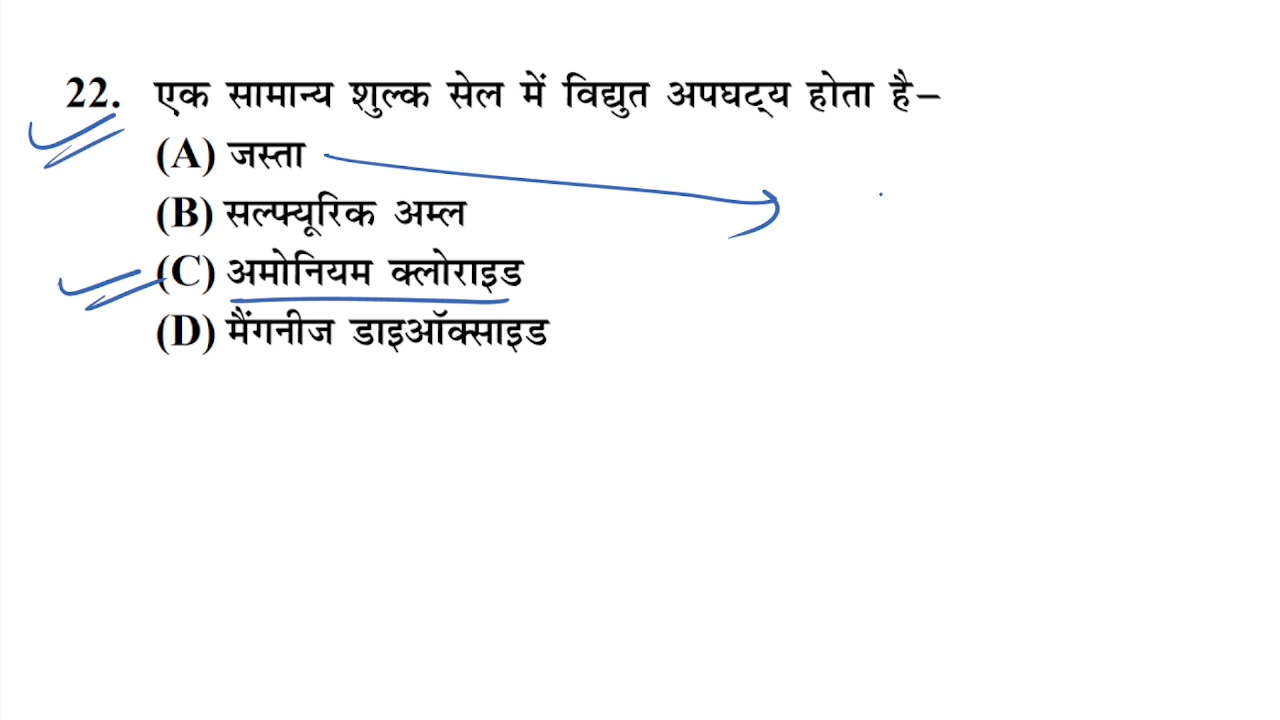 22. एक सामान्य शुल्क सेल में विद्युत अपघट्य होता है–
(A) जस्ता
(B) सल्फ्यूरिक अम्ल
(C) अमोनियम क्लोराइड
(D) मैंगनीज डाइऑक्साइड